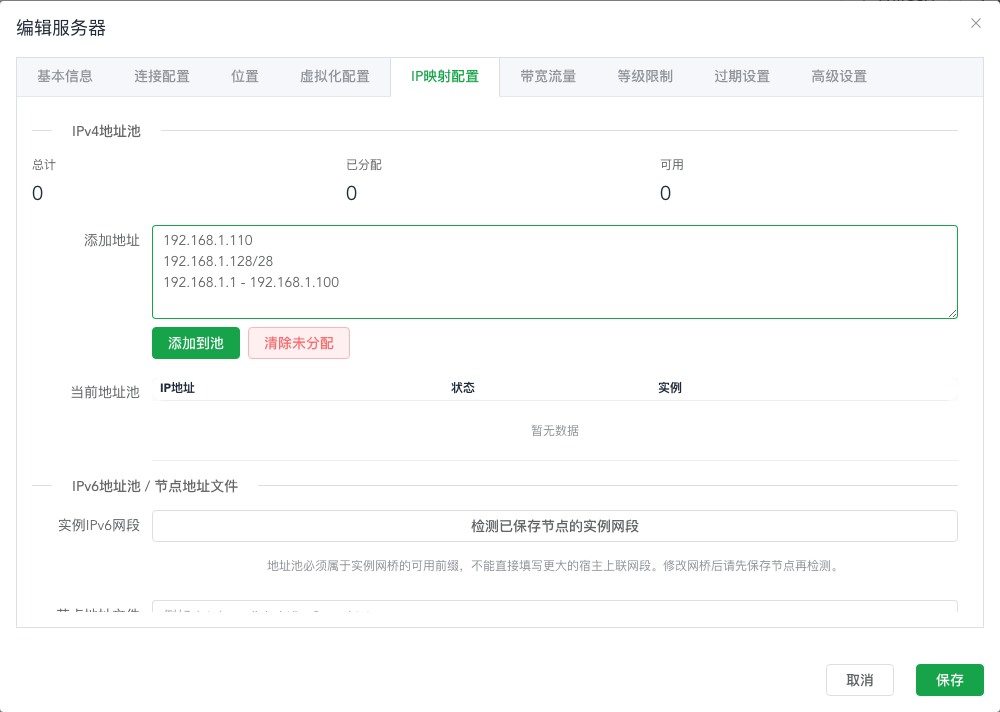 编辑服务器
基本信息 连接配置 位置 虚拟化配置 IP映射配置 带宽流量 等级限制 过期设置 高级设置
IPv4地址池
总计 已分配 可用
0 0 0
添加地址
192.168.1.110
192.168.1.128/28
192.168.1.1 - 192.168.1.100
添加到池 清除未分配
当前地址池
IP地址 状态 实例
暂无数据
IPv6地址池 / 节点地址文件
实例IPv6网段 检测已保存节点的实例网段
地址池必须属于实例网桥的可用前缀，不能直接填写更大的宿主上联网段。修改网桥后请先保存节点再检测。
节点地址文件
取消 保存